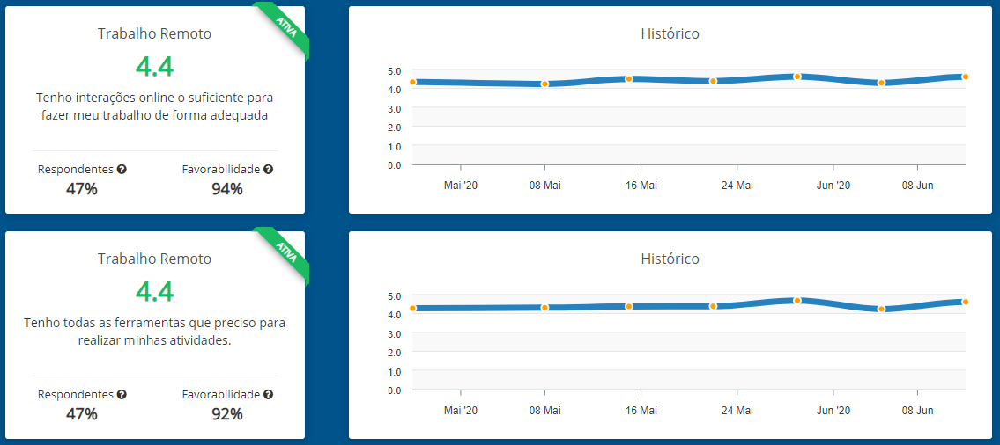 Trabalho Remoto
ATIVA
4.4
Tenho interações online o suficiente para
fazer meu trabalho de forma adequada
Respondentes
Favorabilidade
47%
94%
Histórico
5.0
4.0
3.0
2.0
1.0
0.0
Mai '20
08 Mai
16 Mai
24 Mai
Jun '20
08 Jun
Trabalho Remoto
ATIVA
4.4
Tenho todas as ferramentas que preciso para
realizar minhas atividades.
Respondentes
Favorabilidade
47%
92%
Histórico
5.0
4.0
3.0
2.0
1.0
0.0
Mai '20
08 Mai
16 Mai
24 Mai
Jun '20
08 Jun